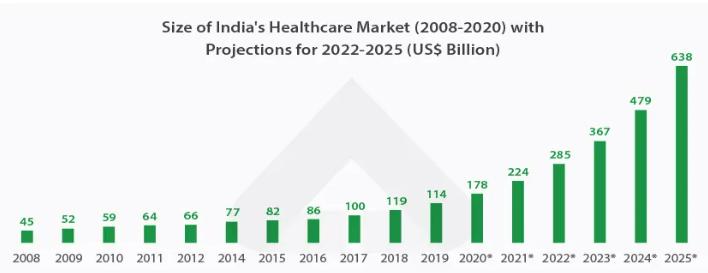 Size of India's Healthcare Market (2008-2020) with
Projections for 2022-2025 (US$ Billion)
45 52 59 64 66 77 82 86 100 119 114 178 224 285 367 479 638
2008 2009 2010 2011 2012 2014 2015 2016 2017 2018 2019 2020* 2021* 2022* 2023* 2024* 2025*